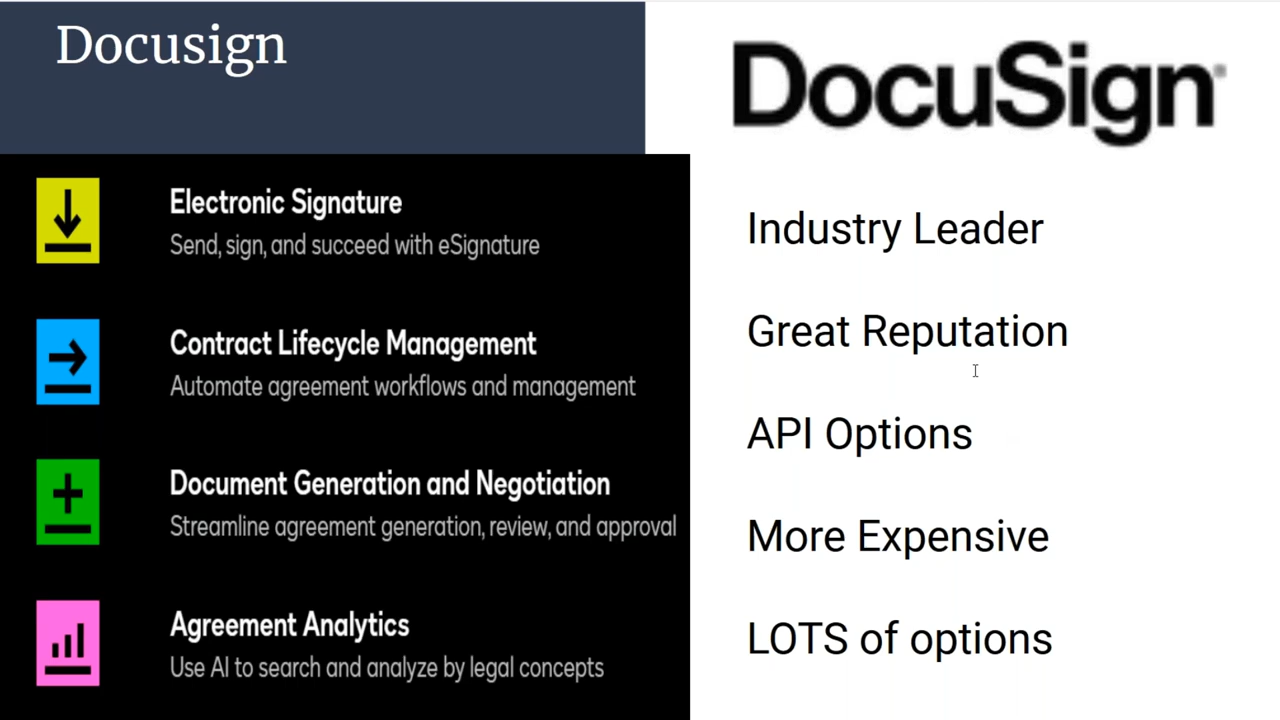 Docusign
DocuSign
Electronic Signature
Send, sign, and succeed with eSignature
Contract Lifecycle Management
Automate agreement workflows and management
Document Generation and Negotiation
Streamline agreement generation, review, and approval
Agreement Analytics
Use AI to search and analyze by legal concepts
Industry Leader
Great Reputation
API Options
More Expensive
LOTS of options